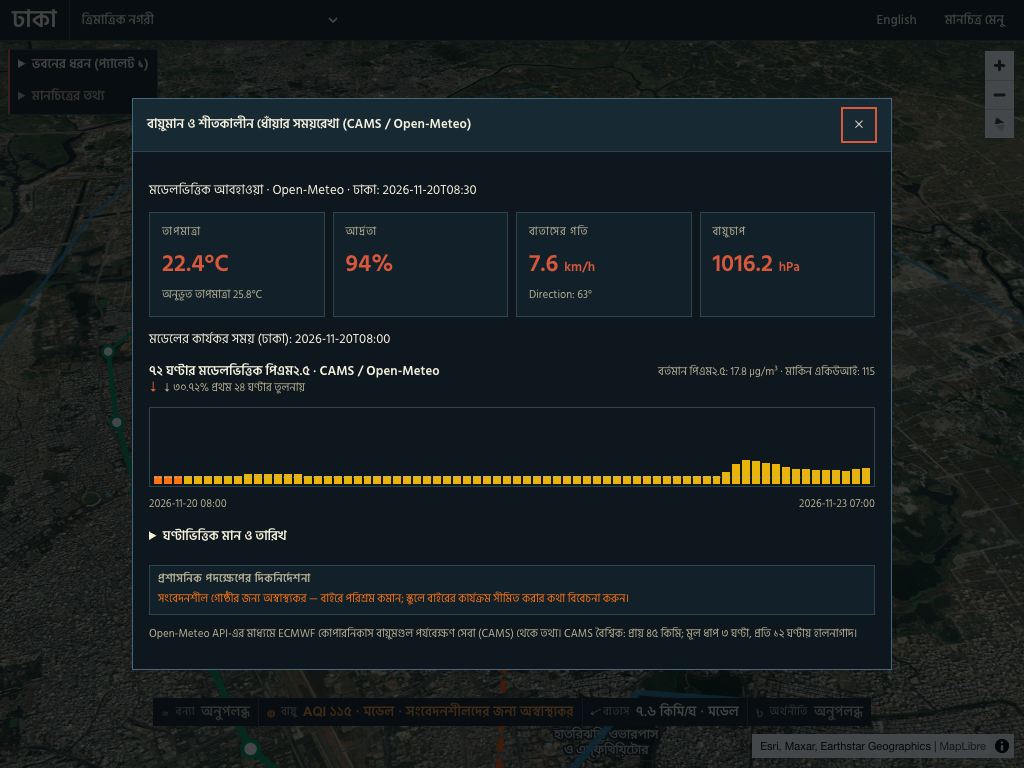 ঢাকা
ত্রিমাত্রিক নগরী
English
মানচিত্র মেনু
▶ ভবনের ধরন (প্যালেট ১)
▶ মানচিত্রের তথ্য
বায়ুমান ও শীতকালীন ধোঁয়ার সময়রেখা (CAMS / Open-Meteo)
×
মডেলভিত্তিক আবহাওয়া · Open-Meteo · ঢাকা: 2026-11-20T08:30
তাপমাত্রা
22.4°C
অনুভূত তাপমাত্রা 25.8°C
আর্দ্রতা
94%
বাতাসের গতি
7.6 km/h
Direction: 63°
বায়ুচাপ
1016.2 hPa
মডেলের কার্যকর সময় (ঢাকা): 2026-11-20T08:00
৭২ ঘণ্টার মডেলভিত্তিক পিএম২.৫ · CAMS / Open-Meteo
↓ ↓ ৩০.৭২% প্রথম ২৪ ঘণ্টার তুলনায়
বর্তমান পিএম২.৫: 17.8 µg/m³ · মার্কিন একিউআই: 115
2026-11-20 08:00
2026-11-23 07:00
▶ ঘণ্টাভিত্তিক মান ও তারিখ
প্রশাসনিক পদক্ষেপের দিকনির্দেশনা
সংবেদনশীল গোষ্ঠীর জন্য অস্বাস্থ্যকর — বাইরে পরিশ্রম কমান; স্কুলে বাইরের কার্যক্রম সীমিত করার কথা বিবেচনা করুন।
Open-Meteo API-এর মাধ্যমে ECMWF কোপারনিকাস বায়ুমণ্ডল পর্যবেক্ষণ সেবা (CAMS) থেকে তথ্য। CAMS বৈশ্বিক: প্রায় ৪৫ কিমি; মূল ধাপ ৩ ঘণ্টা, প্রতি ১২ ঘণ্টায় হালনাগাদ।
বন্যা অনুপলব্ধ
বায়ু AQI ১১৫ · মডেল · সংবেদনশীলদের জন্য অস্বাস্থ্যকর
বাতাস ৭.৬ কিমি/ঘ · মডেল
৳ অর্থনীতি অনুপলব্ধ
হাতিরঝিল ওভারপাস
Esri, Maxar, Earthstar Geographics | MapLibre